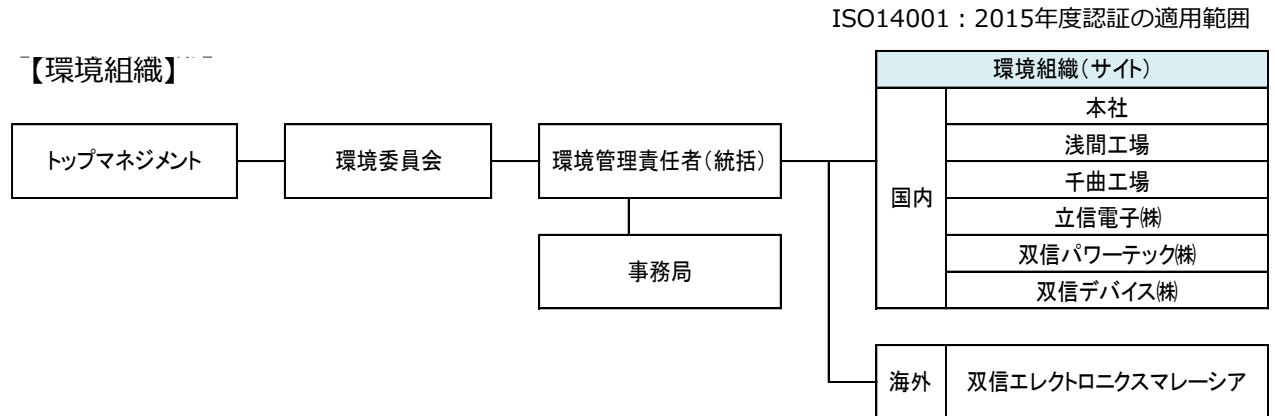 ISO14001：2015年度認証の適用範囲
【環境組織】
トップマネジメント
環境委員会
環境管理責任者（統括）
事務局
環境組織（サイト）
国内
本社
浅間工場
千曲工場
立信電子㈱
双信パワーテック㈱
双信デバイス㈱
海外
双信エレクトロニクスマレーシア